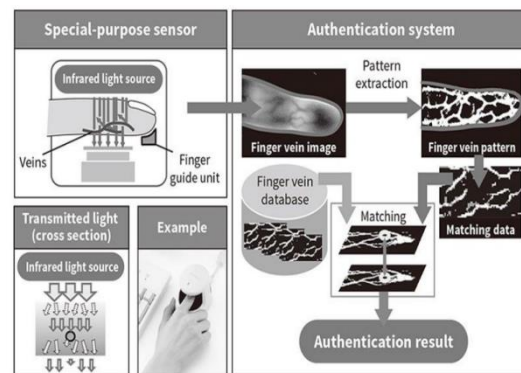 Special-purpose sensor
Infrared light source
Veins
Finger
guide unit
Transmitted light
(cross section)
Infrared light source
Example
Authentication system
Pattern
extraction
Finger vein image
Finger vein pattern
Finger vein
database
Matching
Matching data
Authentication result